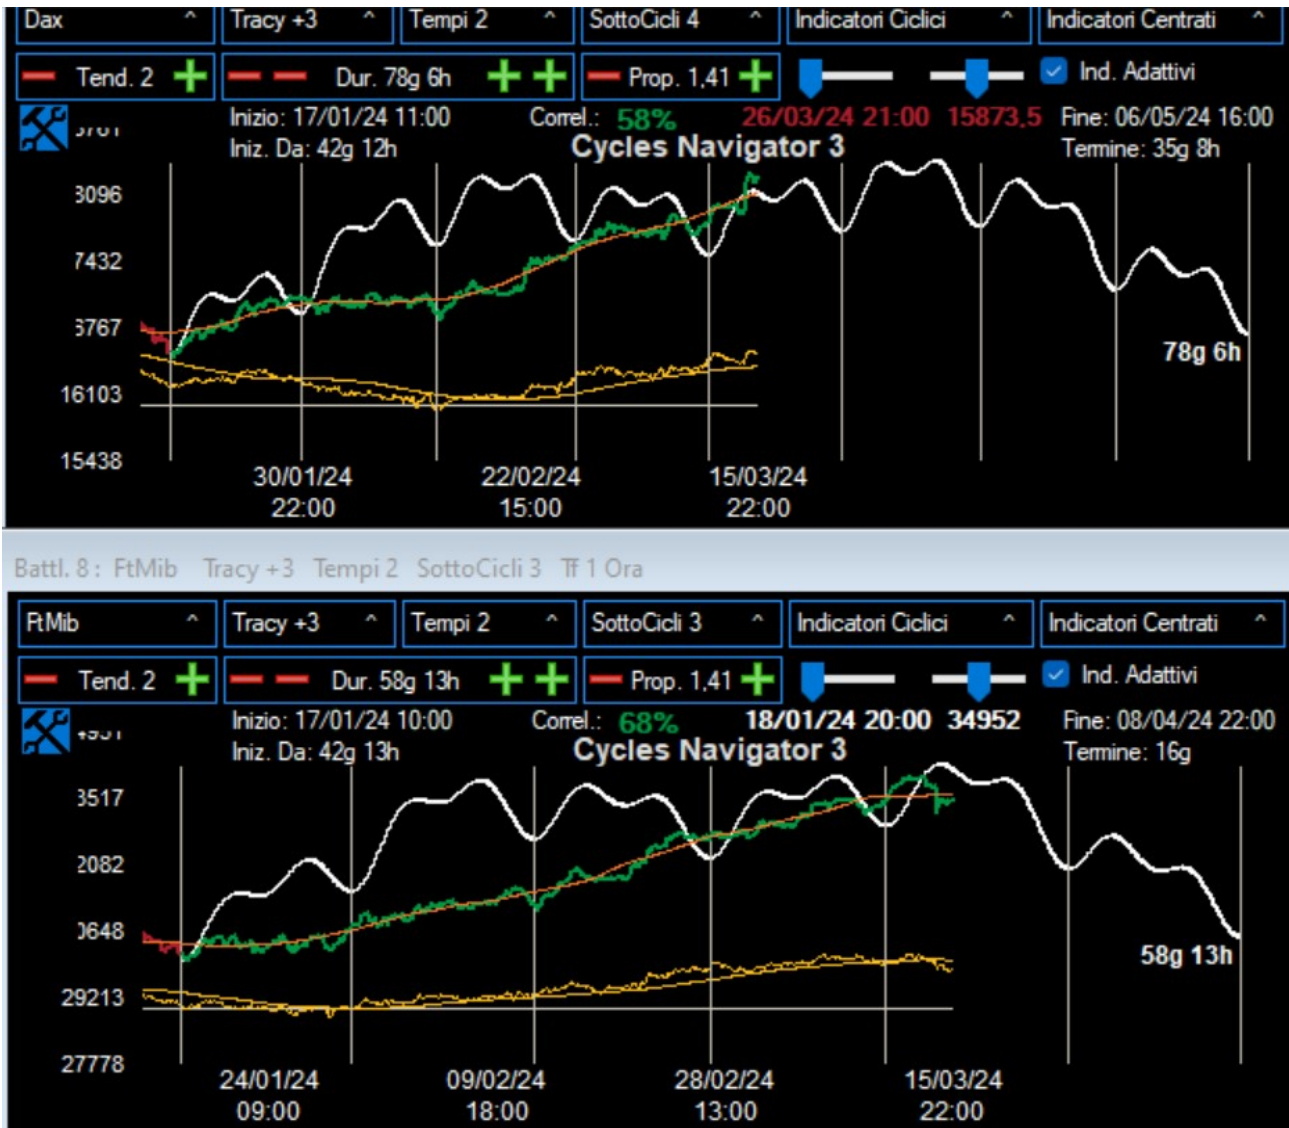 Dax ^ Tracy +3 ^ Tempi 2 ^ SottoCicli 4 ^ Indicatori Ciclici ^ Indicatori Centrati ^
Tend. 2 Dur. 78g 6h Prop. 1,41 Ind. Adattivi
Inizio: 17/01/24 11:00 Correl.: 58% 26/03/24 21:00 15873,5 Fine: 06/05/24 16:00
Iniz. Da: 42g 12h Cycles Navigator 3 Termine: 35g 8h
3096
7432
3767
78g 6h
16103
15438
30/01/24 22/02/24 15/03/24
22:00 15:00 22:00
Battl. 8 : FtMib Tracy +3 Tempi 2 SottoCicli 3 Tf 1 Ora
FtMib ^ Tracy +3 ^ Tempi 2 ^ SottoCicli 3 ^ Indicatori Ciclici ^ Indicatori Centrati ^
Tend. 2 Dur. 58g 13h Prop. 1,41 Ind. Adattivi
Inizio: 17/01/24 10:00 Correl.: 68% 18/01/24 20:00 34952 Fine: 08/04/24 22:00
Iniz. Da: 42g 13h Cycles Navigator 3 Termine: 16g
3517
2082
0648
58g 13h
29213
27778
24/01/24 09/02/24 28/02/24 15/03/24
09:00 18:00 13:00 22:00